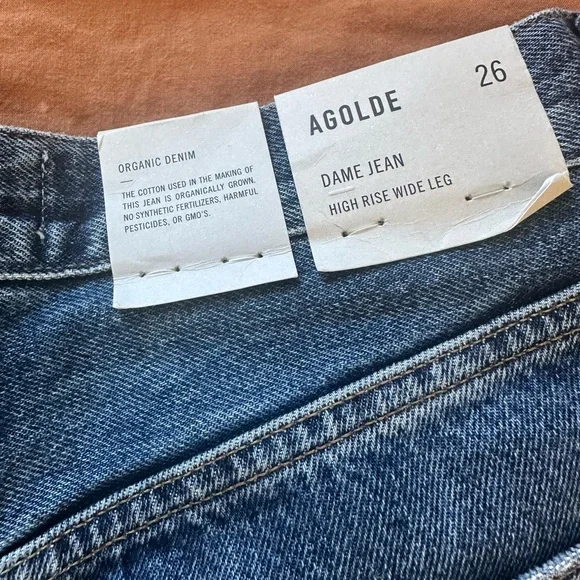 ORGANIC DENIM
—
THE COTTON USED IN THE MAKING OF
THIS JEAN IS ORGANICALLY GROWN.
NO SYNTHETIC FERTILIZERS, HARMFUL
PESTICIDES, OR GMO'S.
AGOLDE 26
DAME JEAN
HIGH RISE WIDE LEG